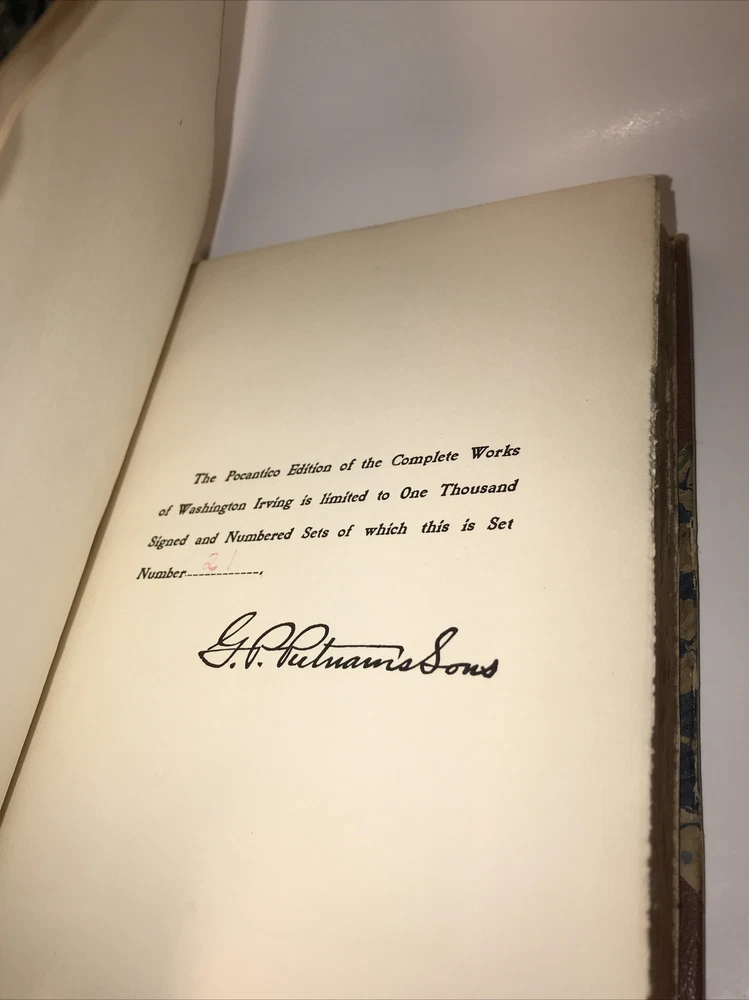 The Pocantico Edition of the Complete Works
of Washington Irving is limited to One Thousand
Signed and Numbered Sets of which this is Set
Number 21.
G. P. Putnam's Sons